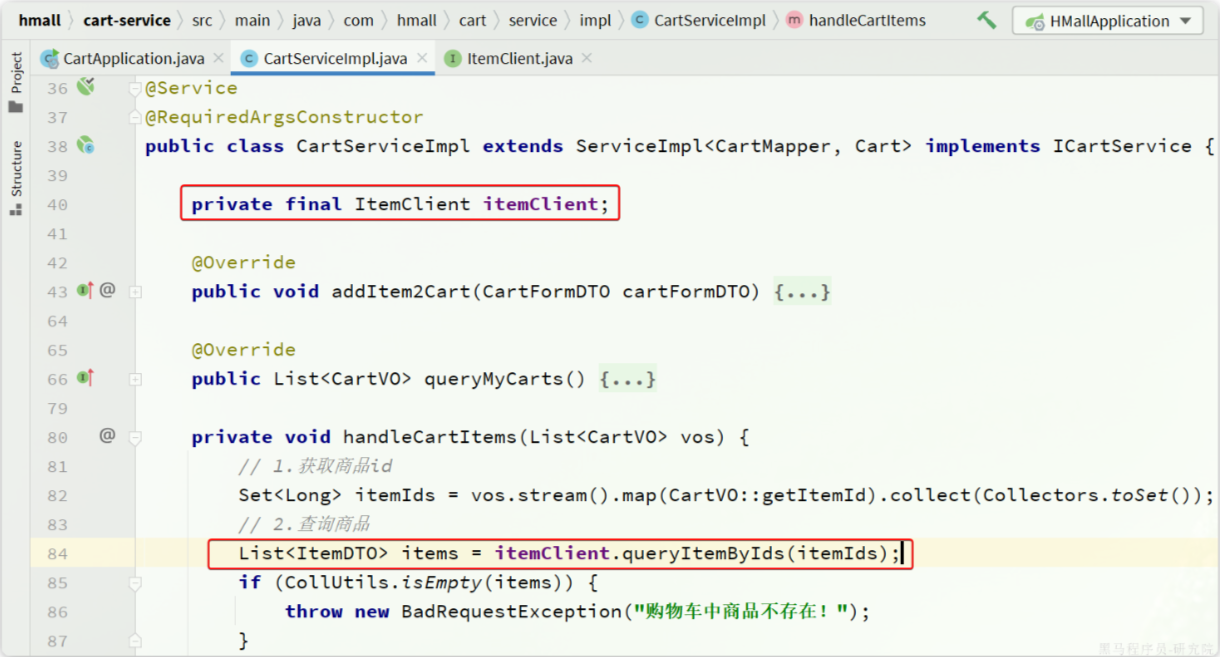 hmall cart-service src main java com hmall cart service impl CartServiceImpl handleCartItems HMallApplication
CartApplication.java CartServiceImpl.java ItemClient.java
Project
Structure
36 @Service
37 @RequiredArgsConstructor
38 public class CartServiceImpl extends ServiceImpl<CartMapper, Cart> implements ICartService {
39
40 private final ItemClient itemClient;
41
42 @Override
43 @ public void addItem2Cart(CartFormDTO cartFormDTO) {...}
64
65 @Override
66 public List<CartVO> queryMyCarts() {...}
79
80 @ private void handleCartItems(List<CartVO> vos) {
81 // 1.获取商品id
82 Set<Long> itemIds = vos.stream().map(CartVO::getItemId).collect(Collectors.toSet());
83 // 2.查询商品
84 List<ItemDTO> items = itemClient.queryItemByIds(itemIds);
85 if (CollUtils.isEmpty(items)) {
86 throw new BadRequestException("购物车中商品不存在！");
87 }
黑马程序员-研究院